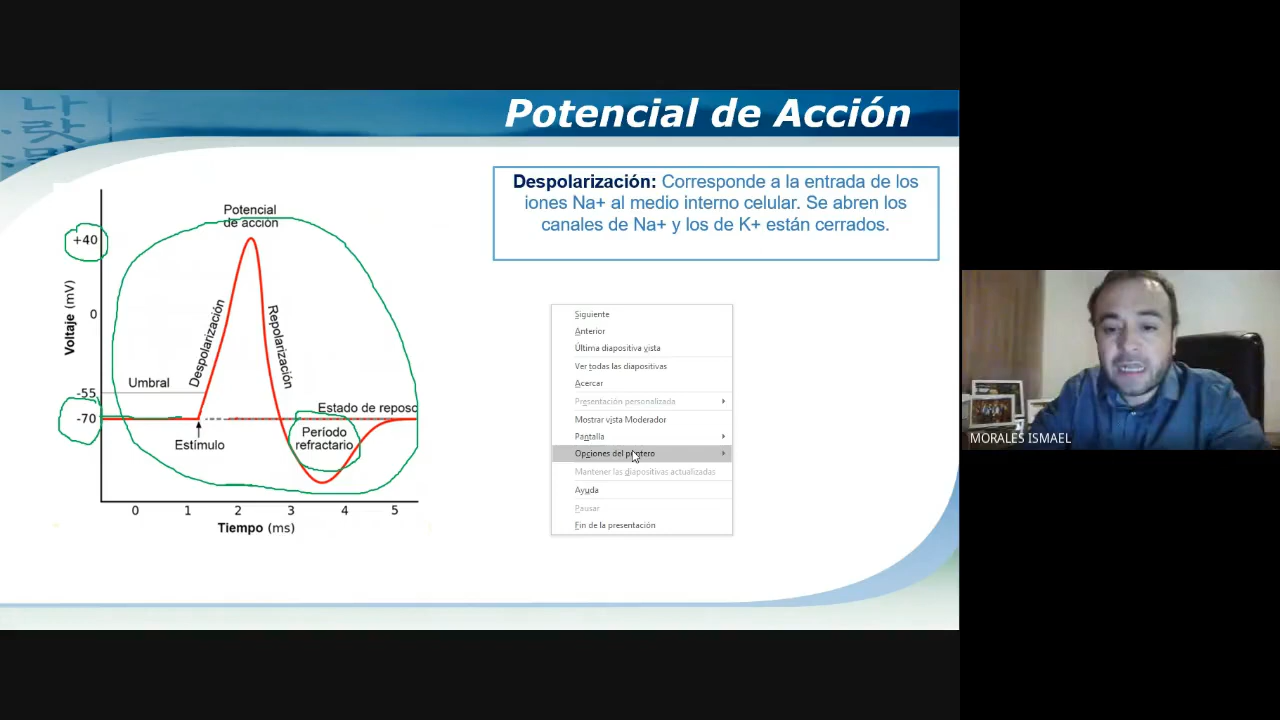 Potencial de Acción
Despolarización: Corresponde a la entrada de los
iones Na+ al medio interno celular. Se abren los
canales de Na+ y los de K+ están cerrados.
Potencial
de acción
+40
0
-55
-70
Voltaje (mV)
Despolarización
Repolarización
Umbral
Estado de reposo
Estímulo
Período
refractario
0 1 2 3 4 5
Tiempo (ms)
Siguiente
Anterior
Última diapositiva vista
Ver todas las diapositivas
Acercar
Presentación personalizada
Mostrar vista Moderador
Pantalla
Opciones del puntero
Mantener las diapositivas actualizadas
Ayuda
Pausar
Fin de la presentación
MORALES ISMAEL